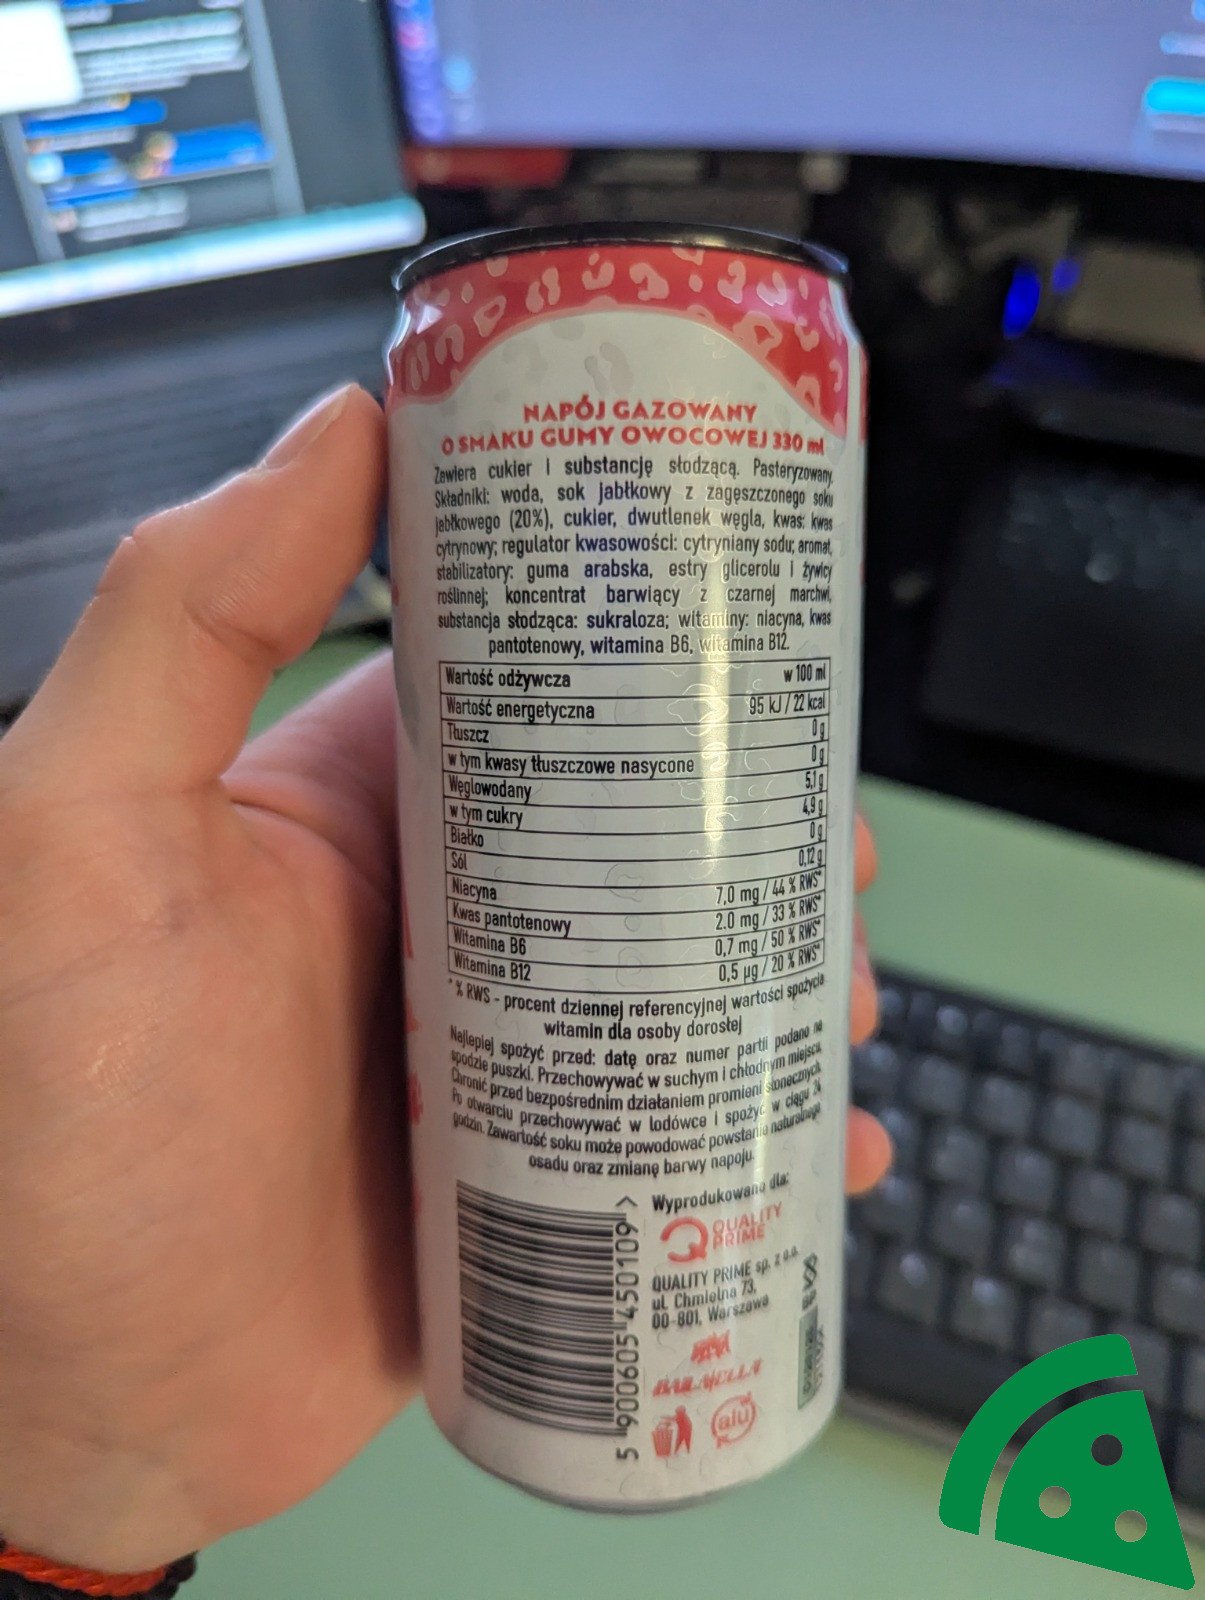 NAPÓJ GAZOWANY
O SMAKU GUMY OWOCOWEJ 330 ml
Zawiera cukier i substancję słodzącą. Pasteryzowany.
Składniki: woda, sok jabłkowy z zagęszczonego soku
jabłkowego (20%), cukier, dwutlenek węgla, kwas: kwas
cytrynowy; regulator kwasowości: cytryniany sodu; aromat,
stabilizatory: guma arabska, estry glicerolu i żywicy
roślinnej; koncentrat barwiący z czarnej marchwi,
substancja słodząca: sukraloza; witaminy: niacyna, kwas
pantotenowy, witamina B6, witamina B12.
Wartość odżywcza w 100 ml
Wartość energetyczna 95 kJ / 22 kcal
Tłuszcz 0 g
w tym kwasy tłuszczowe nasycone 0 g
Węglowodany 5,1 g
w tym cukry 4,9 g
Białko 0 g
Sól 0,12 g
Niacyna 7,0 mg / 44 % RWS*
Kwas pantotenowy 2.0 mg / 33 % RWS*
Witamina B6 0,7 mg / 50 % RWS*
Witamina B12 0,5 µg / 20 % RWS*
* % RWS - procent dziennej referencyjnej wartości spożycia
witamin dla osoby dorosłej
Najlepiej spożyć przed: datę oraz numer partii podano na
spodzie puszki. Przechowywać w suchym i chłodnym miejscu.
Chronić przed bezpośrednim działaniem promieni słonecznych.
Po otwarciu przechowywać w lodówce i spożyć w ciągu 24
godzin. Zawartość soku może powodować powstanie naturalnego
osadu oraz zmianę barwy napoju.
Wyprodukowano dla:
QUALITY
PRIME
QUALITY PRIME sp. z o.o.
ul. Chmielna 73,
00-801, Warszawa
alu
5 900605 450109 >